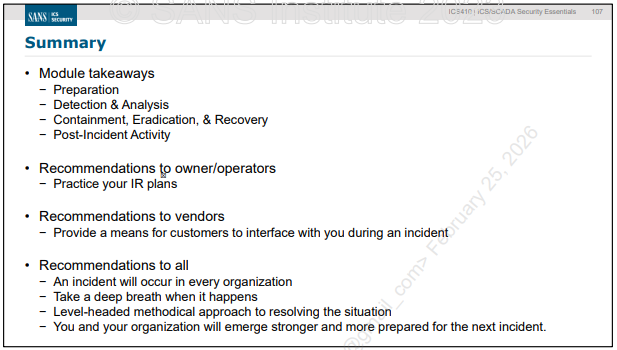 © SANS Institute 2026
SANS ICS SECURITY
ICS410 | ICS/SCADA Security Essentials 107
Summary
• Module takeaways
– Preparation
– Detection & Analysis
– Containment, Eradication, & Recovery
– Post-Incident Activity
• Recommendations to owner/operators
– Practice your IR plans
• Recommendations to vendors
– Provide a means for customers to interface with you during an incident
• Recommendations to all
– An incident will occur in every organization
– Take a deep breath when it happens
– Level-headed methodical approach to resolving the situation
– You and your organization will emerge stronger and more prepared for the next incident.
@gmail_com> February 25, 2026